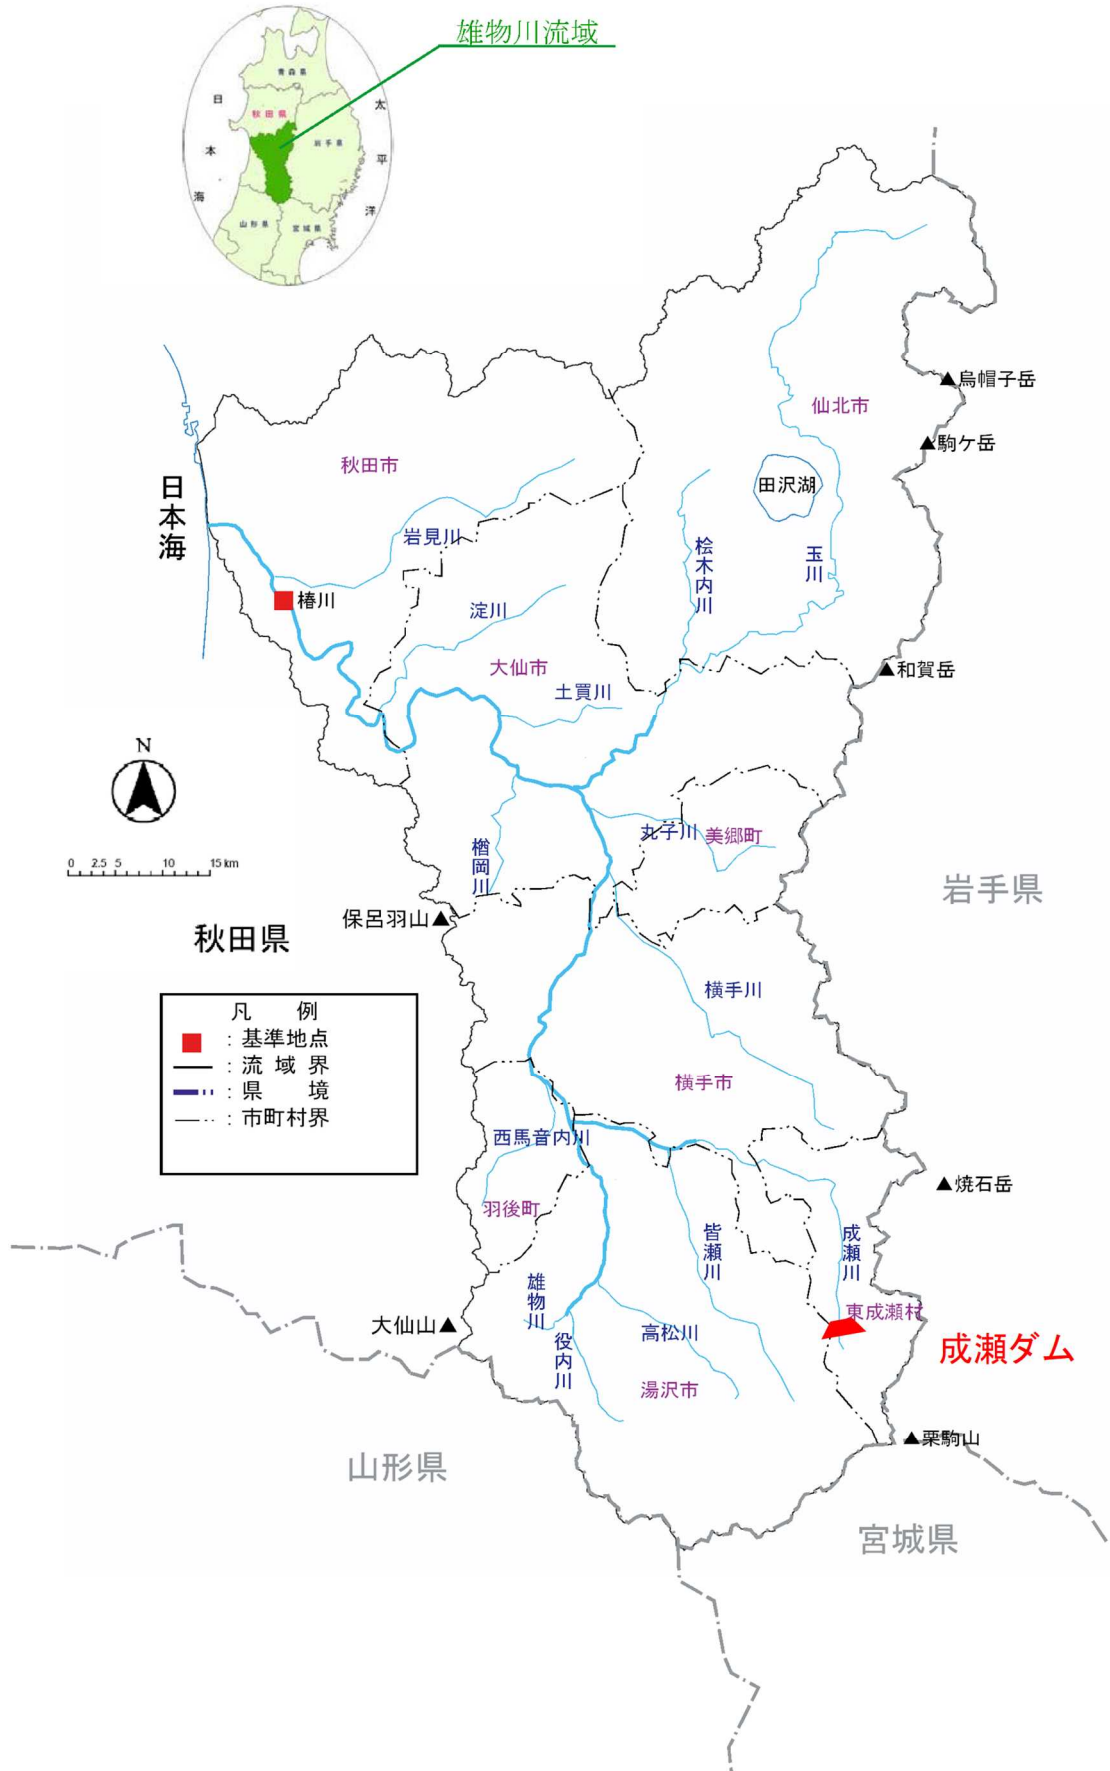 雄物川流域
青森県
日本海
秋田県
太平洋
岩手県
山形県
宮城県
烏帽子岳
仙北市
駒ケ岳
秋田市
田沢湖
日本海
岩見川
桧木内川
玉川
椿川
淀川
大仙市
和賀岳
土買川
N
丸子川
美郷町
楢岡川
0 2.5 5 10 15 km
岩手県
保呂羽山
秋田県
横手川
凡 例
：基準地点
：流 域 界
：県 境
：市町村界
横手市
西馬音内川
焼石岳
羽後町
皆瀬川
成瀬川
雄物川
東成瀬村
大仙山
役内川
高松川
成瀬ダム
湯沢市
栗駒山
山形県
宮城県